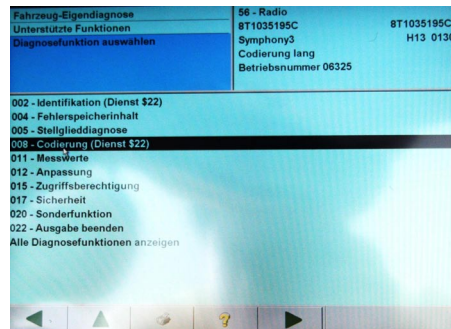 Fahrzeug-Eigendiagnose
Unterstützte Funktionen
Diagnosefunktion auswählen
56 - Radio
8T1035195C 8T1035195C
Symphony3 H13 0130
Codierung lang
Betriebsnummer 06325
002 - Identifikation (Dienst $22)
004 - Fehlerspeicherinhalt
005 - Stellglieddiagnose
008 - Codierung (Dienst $22)
011 - Messwerte
012 - Anpassung
015 - Zugriffsberechtigung
017 - Sicherheit
020 - Sonderfunktion
022 - Ausgabe beenden
Alle Diagnosefunktionen anzeigen